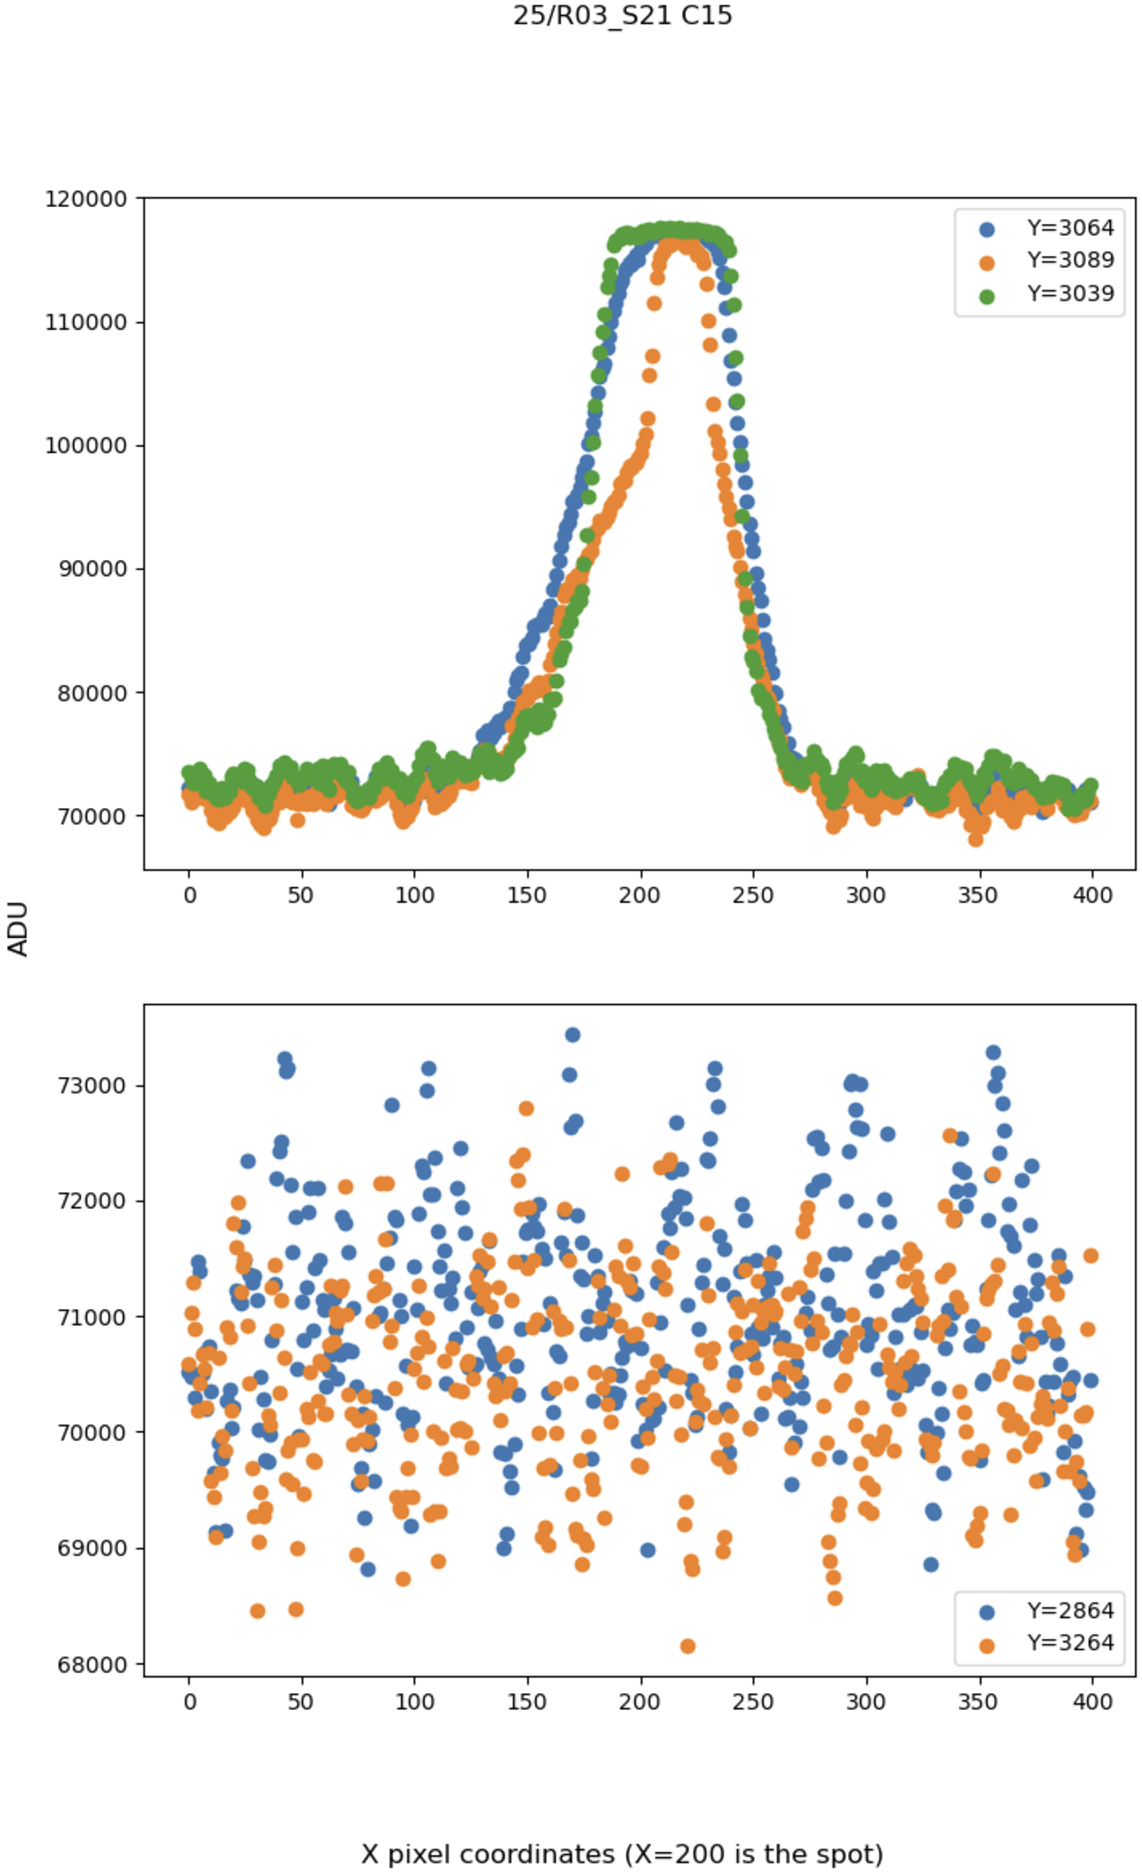 25/R03_S21 C15
120000
110000
100000
90000
80000
70000
Y=3064
Y=3089
Y=3039
0 50 100 150 200 250 300 350 400
ADU
73000
72000
71000
70000
69000
68000
Y=2864
Y=3264
0 50 100 150 200 250 300 350 400
X pixel coordinates (X=200 is the spot)